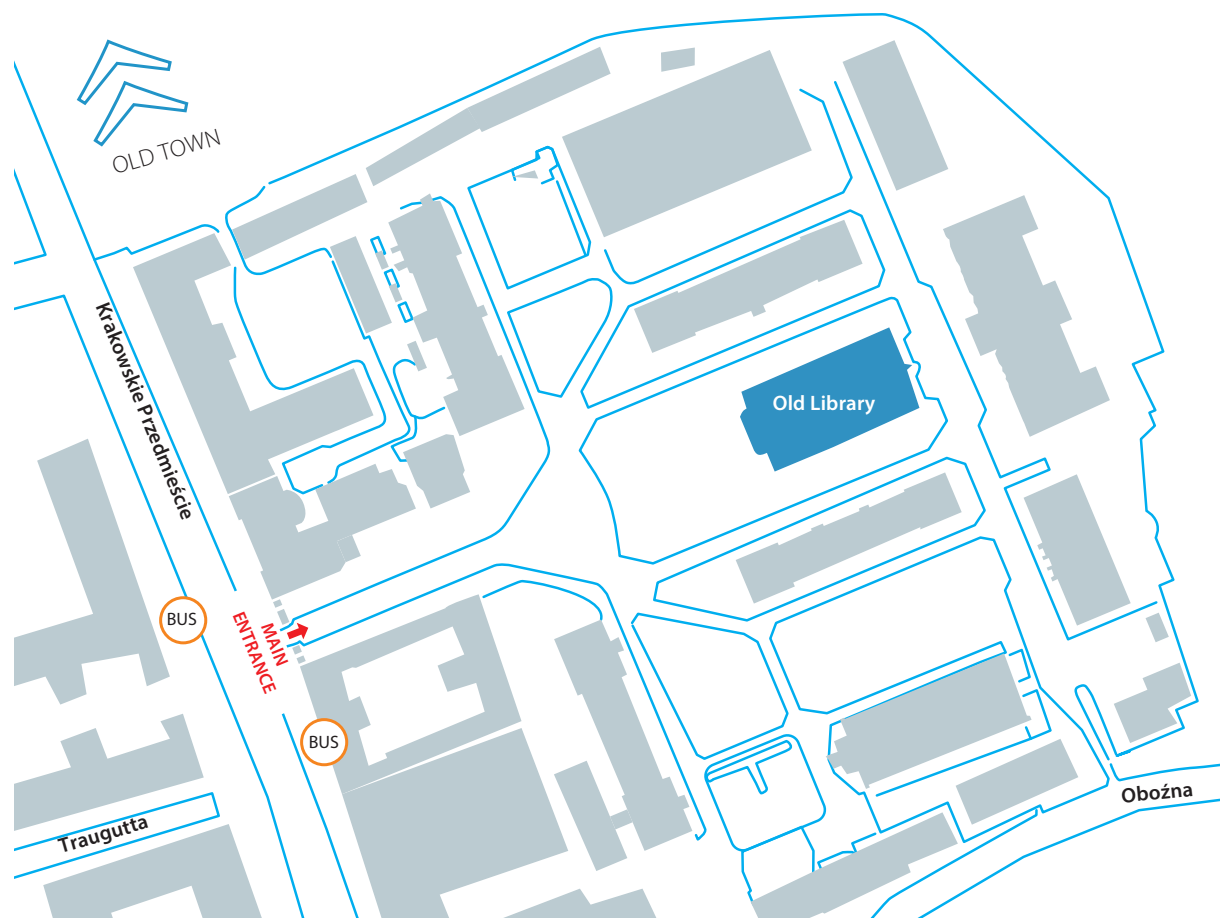 OLD TOWN
Krakowskie Przedmieście
Old Library
BUS
MAIN
ENTRANCE
BUS
Oboźna
Traugutta